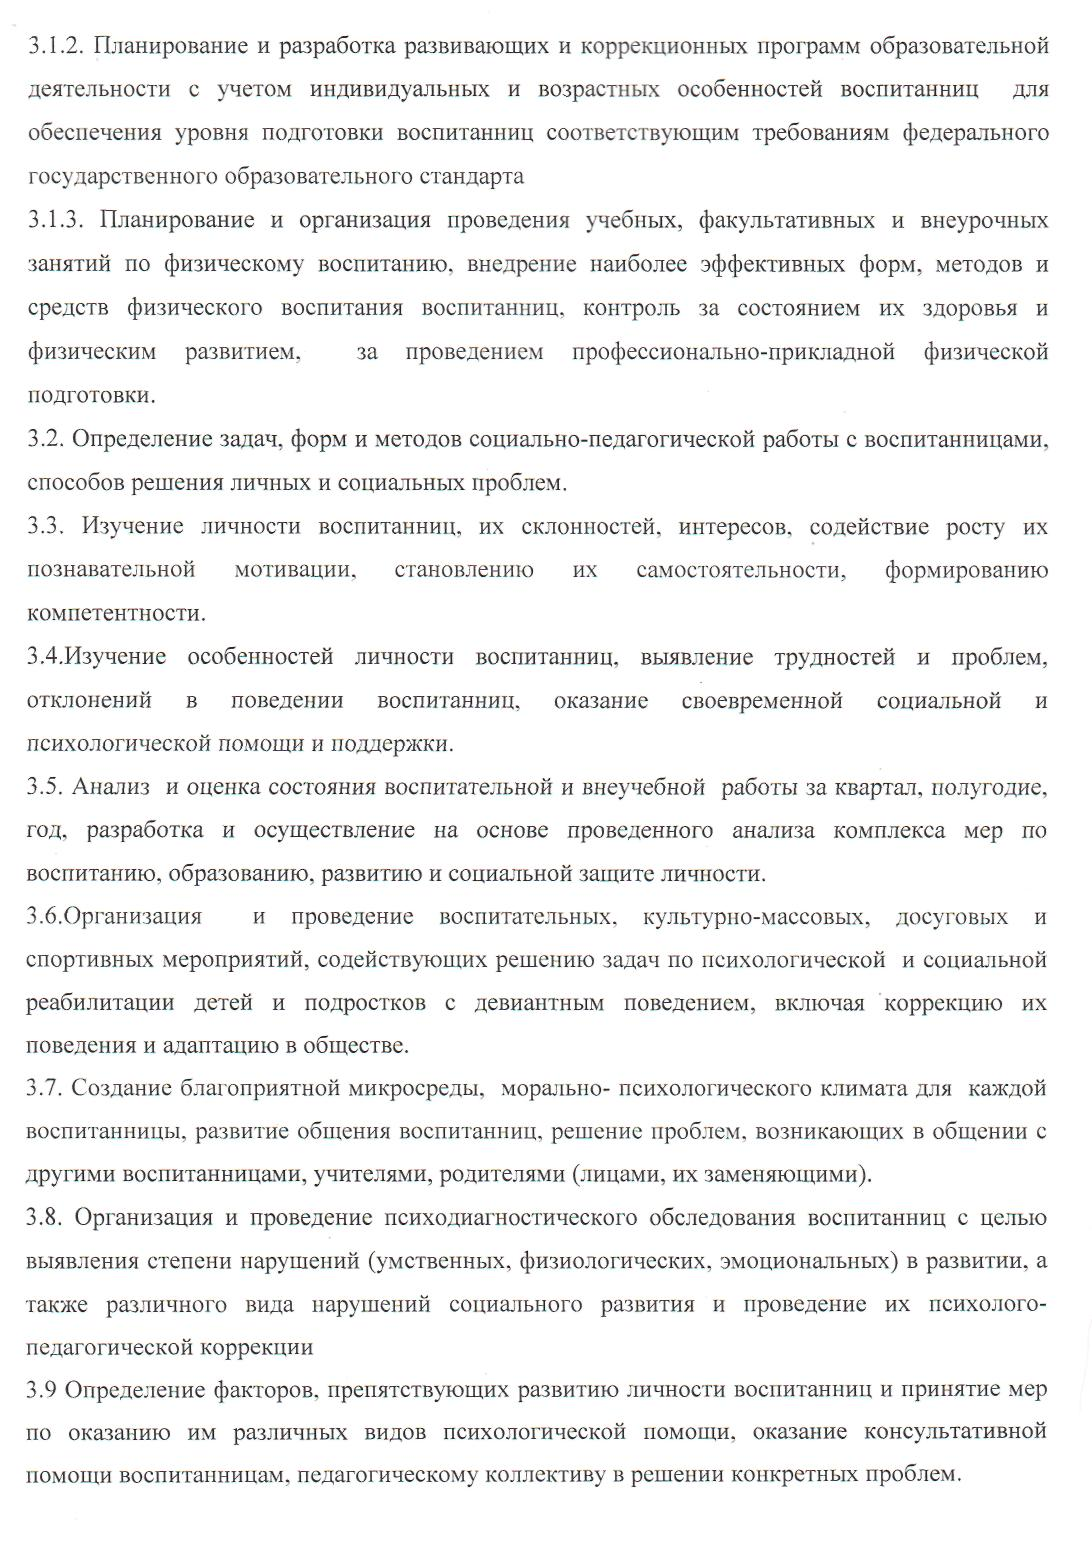 3.1.2. Планирование и разработка развивающих и коррекционных программ образовательной
деятельности с учетом индивидуальных и возрастных особенностей воспитанниц для
обеспечения уровня подготовки воспитанниц соответствующим требованиям федерального
государственного образовательного стандарта
3.1.3. Планирование и организация проведения учебных, факультативных и внеурочных
занятий по физическому воспитанию, внедрение наиболее эффективных форм, методов и
средств физического воспитания воспитанниц, контроль за состоянием их здоровья и
физическим развитием, за проведением профессионально-прикладной физической
подготовки.
3.2. Определение задач, форм и методов социально-педагогической работы с воспитанницами,
способов решения личных и социальных проблем.
3.3. Изучение личности воспитанниц, их склонностей, интересов, содействие росту их
познавательной мотивации, становлению их самостоятельности, формированию
компетентности.
3.4.Изучение особенностей личности воспитанниц, выявление трудностей и проблем,
отклонений в поведении воспитанниц, оказание своевременной социальной и
психологической помощи и поддержки.
3.5. Анализ и оценка состояния воспитательной и внеучебной работы за квартал, полугодие,
год, разработка и осуществление на основе проведенного анализа комплекса мер по
воспитанию, образованию, развитию и социальной защите личности.
3.6.Организация и проведение воспитательных, культурно-массовых, досуговых и
спортивных мероприятий, содействующих решению задач по психологической и социальной
реабилитации детей и подростков с девиантным поведением, включая коррекцию их
поведения и адаптацию в обществе.
3.7. Создание благоприятной микросреды, морально- психологического климата для каждой
воспитанницы, развитие общения воспитанниц, решение проблем, возникающих в общении с
другими воспитанницами, учителями, родителями (лицами, их заменяющими).
3.8. Организация и проведение психодиагностического обследования воспитанниц с целью
выявления степени нарушений (умственных, физиологических, эмоциональных) в развитии, а
также различного вида нарушений социального развития и проведение их психолого-
педагогической коррекции
3.9 Определение факторов, препятствующих развитию личности воспитанниц и принятие мер
по оказанию им различных видов психологической помощи, оказание консультативной
помощи воспитанницам, педагогическому коллективу в решении конкретных проблем.